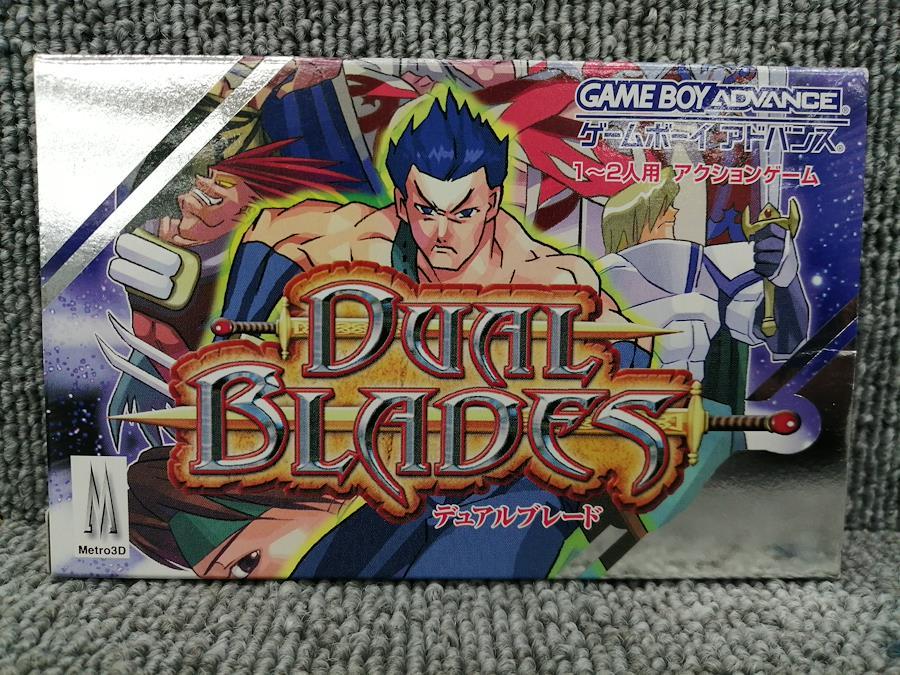 GAME BOY ADVANCE®
ゲームボーイアドバンス®
1~2人用 アクションゲーム
DUAL
BLADES
デュアルブレード
M
Metro3D